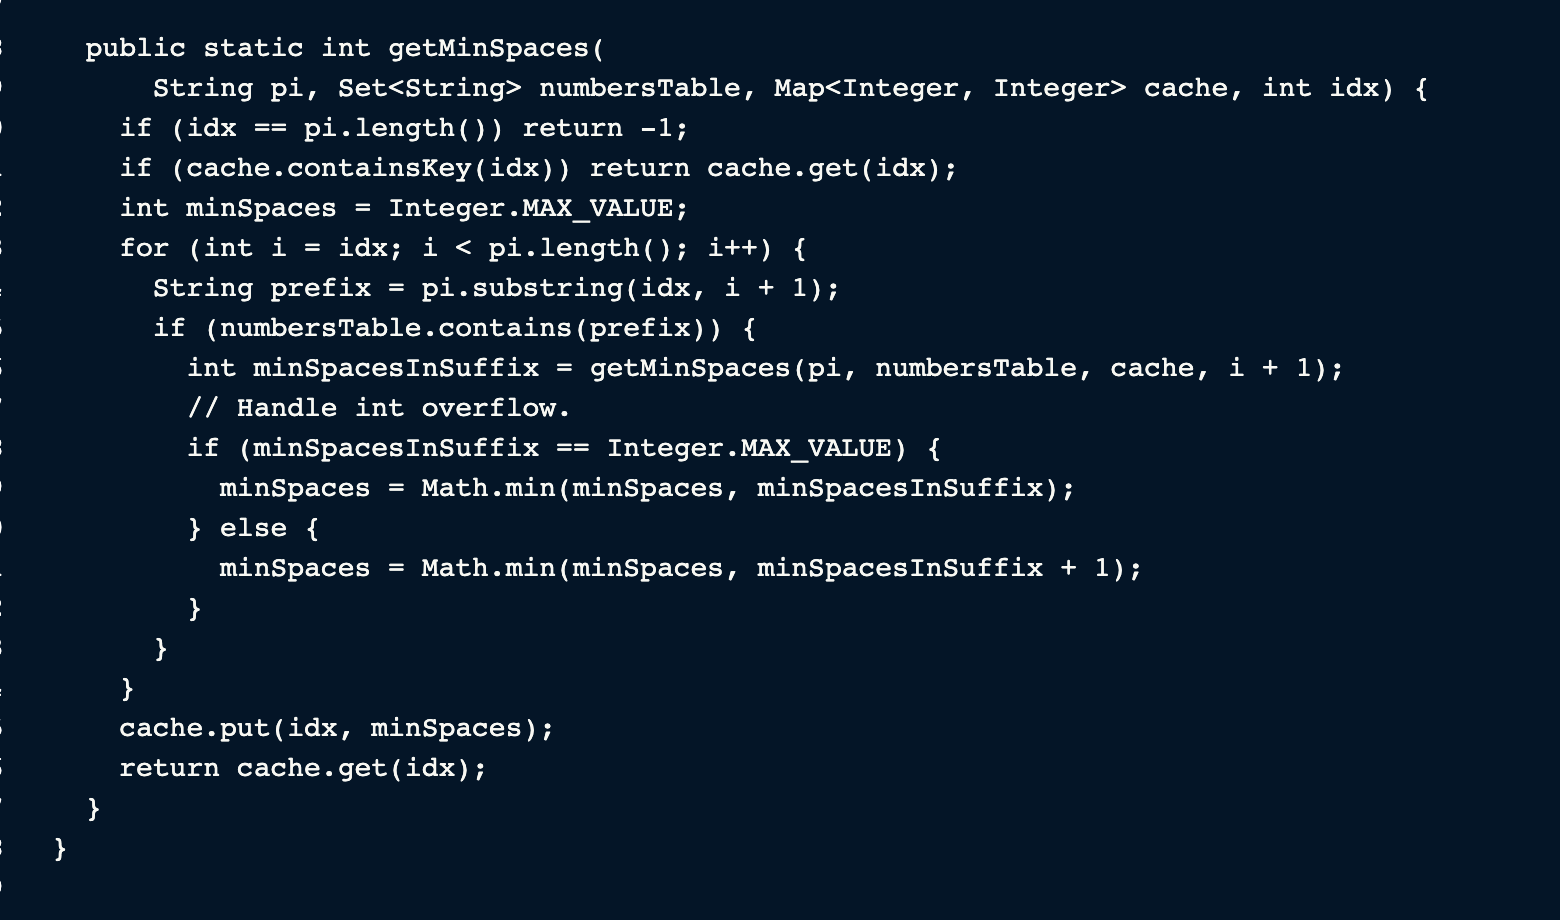 public static int getMinSpaces(
String pi, Set<String> numbersTable, Map<Integer, Integer> cache, int idx) {
if (idx == pi.length()) return -1;
if (cache.containsKey(idx)) return cache.get(idx);
int minSpaces = Integer.MAX_VALUE;
for (int i = idx; i < pi.length(); i++) {
String prefix = pi.substring(idx, i + 1);
if (numbersTable.contains(prefix)) {
int minSpacesInSuffix = getMinSpaces(pi, numbersTable, cache, i + 1);
// Handle int overflow.
if (minSpacesInSuffix == Integer.MAX_VALUE) {
minSpaces = Math.min(minSpaces, minSpacesInSuffix);
} else {
minSpaces = Math.min(minSpaces, minSpacesInSuffix + 1);
}
}
}
cache.put(idx, minSpaces);
return cache.get(idx);
}
}